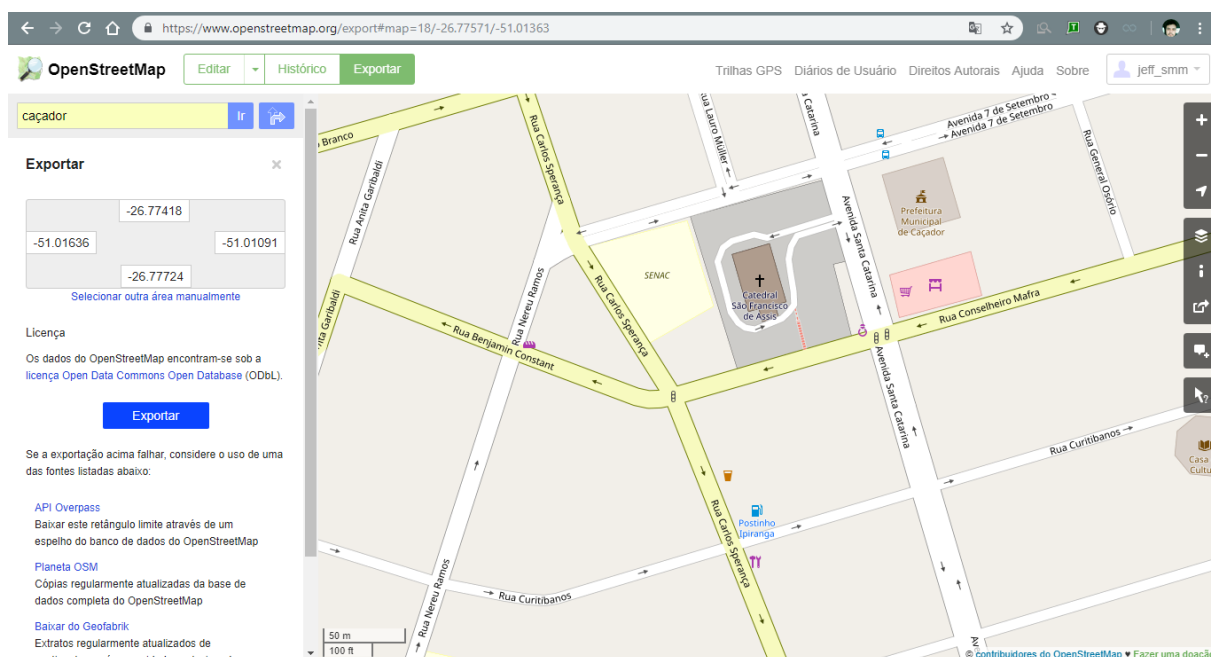 https://www.openstreetmap.org/export#map=18/-26.77571/-51.01363
OpenStreetMap
Editar
Histórico
Exportar
Trilhas GPS
Diários de Usuário
Direitos Autorais
Ajuda
Sobre
jeff_smm
caçador
Ir
Exportar
-26.77418
-51.01636
-51.01091
-26.77724
Selecionar outra área manualmente
Licença
Os dados do OpenStreetMap encontram-se sob a
licença Open Data Commons Open Database (ODbL).
Exportar
Se a exportação acima falhar, considere o uso de uma
das fontes listadas abaixo:
API Overpass
Baixar este retângulo limite através de um
espelho do banco de dados do OpenStreetMap
Planeta OSM
Cópias regularmente atualizadas da base de
dados completa do OpenStreetMap
Baixar do Geofabrik
Extratos regularmente atualizados de
Branco
Rua Carlos Sperança
Rua Lauro Müller
Catarina
Avenida 7 de Setembro
Avenida 7 de Setembro
Rua General Osório
Rua Anita Garibaldi
Prefeitura
Municipal
de Caçador
Avenida Santa Catarina
SENAC
Catedral
São Francisco
de Assis
Rua Nereu Ramos
Rua Carlos Sperança
Rua Conselheiro Mafra
Garibaldi
Rua Benjamin Constant
Avenida Santa Catarina
Rua Curitibanos
Casa
Cultu
Postinho
Ipiranga
Rua Carlos Sperança
Rua Curitibanos
Rua Nereu Ramos
50 m
100 ft
Av
© contribuidores do OpenStreetMap ♥ Fazer uma doação